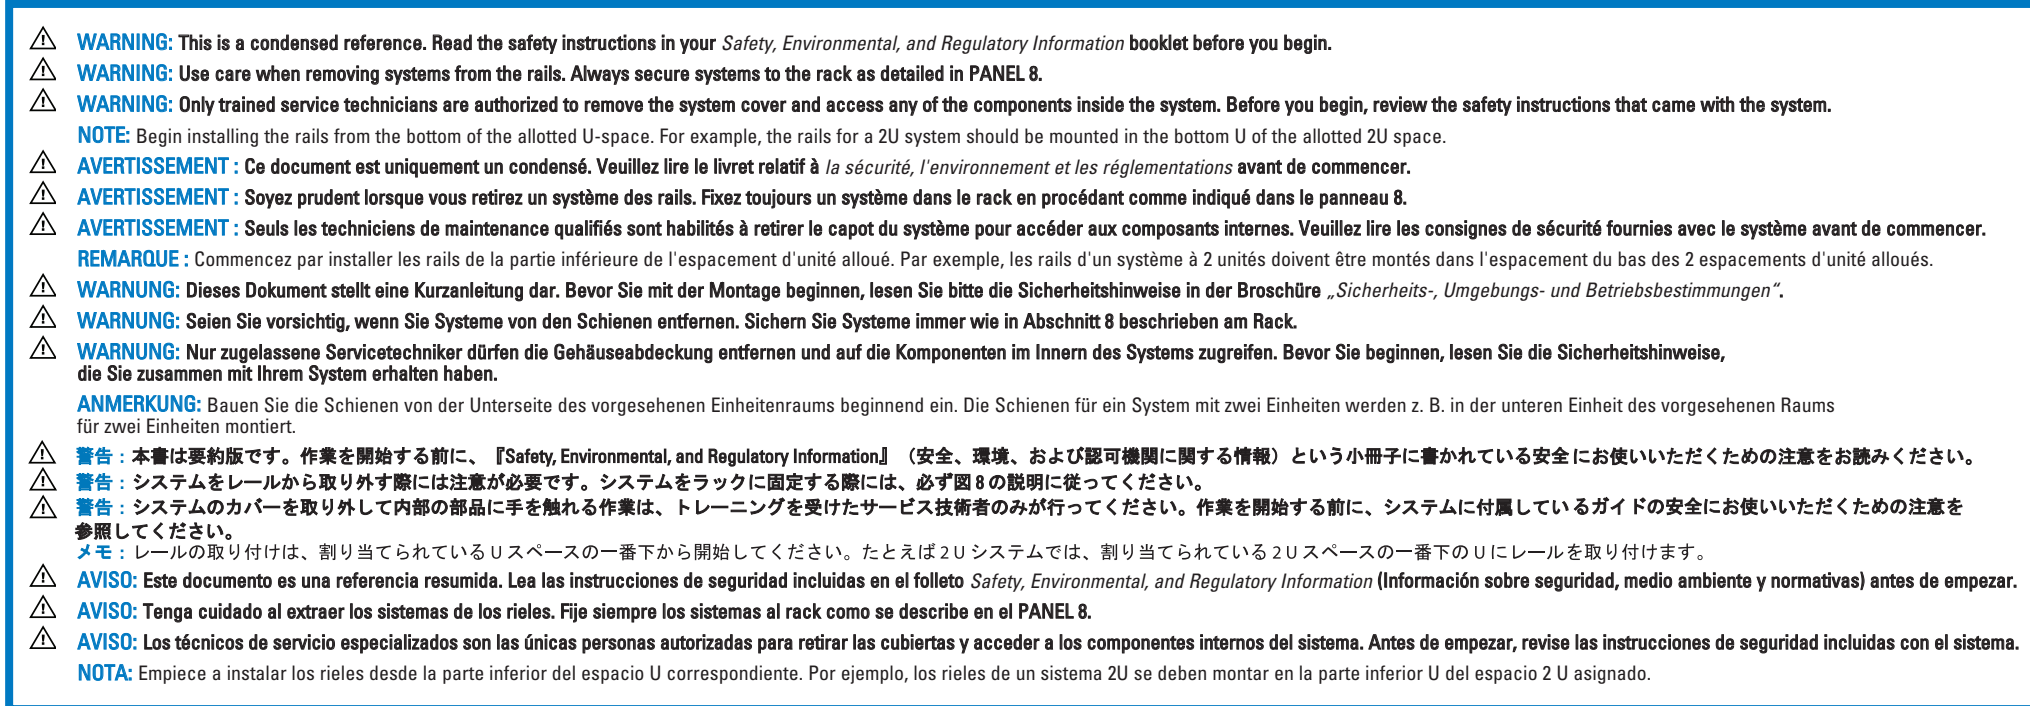 WARNING: This is a condensed reference. Read the safety instructions in your Safety, Environmental, and Regulatory Information booklet before you begin.
WARNING: Use care when removing systems from the rails. Always secure systems to the rack as detailed in PANEL 8.
WARNING: Only trained service technicians are authorized to remove the system cover and access any of the components inside the system. Before you begin, review the safety instructions that came with the system.
NOTE: Begin installing the rails from the bottom of the allotted U-space. For example, the rails for a 2U system should be mounted in the bottom U of the allotted 2U space.
AVERTISSEMENT : Ce document est uniquement un condensé. Veuillez lire le livret relatif à la sécurité, l'environnement et les réglementations avant de commencer.
AVERTISSEMENT : Soyez prudent lorsque vous retirez un système des rails. Fixez toujours un système dans le rack en procédant comme indiqué dans le panneau 8.
AVERTISSEMENT : Seuls les techniciens de maintenance qualifiés sont habilités à retirer le capot du système pour accéder aux composants internes. Veuillez lire les consignes de sécurité fournies avec le système avant de commencer.
REMARQUE : Commencez par installer les rails de la partie inférieure de l'espacement d'unité alloué. Par exemple, les rails d'un système à 2 unités doivent être montés dans l'espacement du bas des 2 espacements d'unité alloués.
WARNUNG: Dieses Dokument stellt eine Kurzanleitung dar. Bevor Sie mit der Montage beginnen, lesen Sie bitte die Sicherheitshinweise in der Broschüre „Sicherheits-, Umgebungs- und Betriebsbestimmungen“.
WARNUNG: Seien Sie vorsichtig, wenn Sie Systeme von den Schienen entfernen. Sichern Sie Systeme immer wie in Abschnitt 8 beschrieben am Rack.
WARNUNG: Nur zugelassene Servicetechniker dürfen die Gehäuseabdeckung entfernen und auf die Komponenten im Innern des Systems zugreifen. Bevor Sie beginnen, lesen Sie die Sicherheitshinweise,
die Sie zusammen mit Ihrem System erhalten haben.
ANMERKUNG: Bauen Sie die Schienen von der Unterseite des vorgesehenen Einheitenraums beginnend ein. Die Schienen für ein System mit zwei Einheiten werden z. B. in der unteren Einheit des vorgesehenen Raums
für zwei Einheiten montiert.
警告：本書は要約版です。作業を開始する前に、『Safety, Environmental, and Regulatory Information』（安全、環境、および認可機関に関する情報）という小冊子に書かれている安全にお使いいただくための注意をお読みください。
警告：システムをレールから取り外す際には注意が必要です。システムをラックに固定する際には、必ず図 8 の説明に従ってください。
警告：システムのカバーを取り外して内部の部品に手を触れる作業は、トレーニングを受けたサービス技術者のみが行ってください。作業を開始する前に、システムに付属しているガイドの安全にお使いいただくための注意を
参照してください。
メモ：レールの取り付けは、割り当てられている U スペースの一番下から開始してください。たとえば 2 U システムでは、割り当てられている 2 U スペースの一番下の U にレールを取り付けます。
AVISO: Este documento es una referencia resumida. Lea las instrucciones de seguridad incluidas en el folleto Safety, Environmental, and Regulatory Information (Información sobre seguridad, medio ambiente y normativas) antes de empezar.
AVISO: Tenga cuidado al extraer los sistemas de los rieles. Fije siempre los sistemas al rack como se describe en el PANEL 8.
AVISO: Los técnicos de servicio especializados son las únicas personas autorizadas para retirar las cubiertas y acceder a los componentes internos del sistema. Antes de empezar, revise las instrucciones de seguridad incluidas con el sistema.
NOTA: Empiece a instalar los rieles desde la parte inferior del espacio U correspondiente. Por ejemplo, los rieles de un sistema 2U se deben montar en la parte inferior U del espacio 2 U asignado.